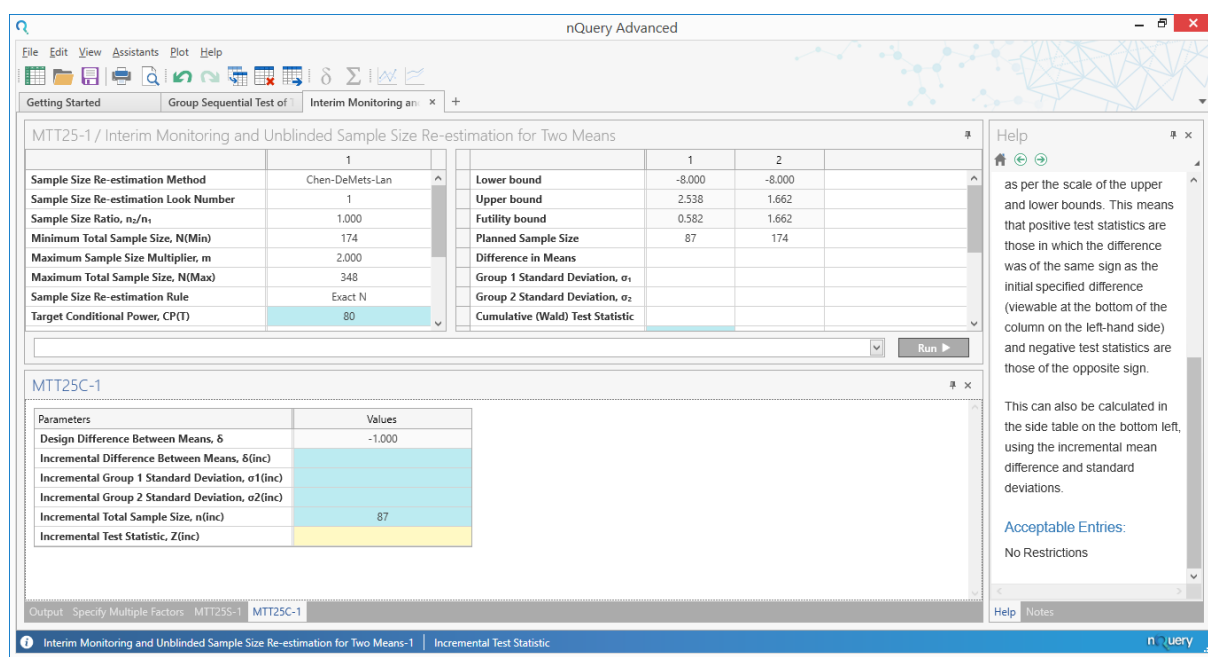 nQuery Advanced
File Edit View Assistants Plot Help
Getting Started Group Sequential Test of Interim Monitoring an
MTT25-1 / Interim Monitoring and Unblinded Sample Size Re-estimation for Two Means
1
Sample Size Re-estimation Method Chen-DeMets-Lan
Sample Size Re-estimation Look Number 1
Sample Size Ratio, n₂/n₁ 1.000
Minimum Total Sample Size, N(Min) 174
Maximum Sample Size Multiplier, m 2.000
Maximum Total Sample Size, N(Max) 348
Sample Size Re-estimation Rule Exact N
Target Conditional Power, CP(T) 80
1 2
Lower bound -8.000 -8.000
Upper bound 2.538 1.662
Futility bound 0.582 1.662
Planned Sample Size 87 174
Difference in Means
Group 1 Standard Deviation, σ₁
Group 2 Standard Deviation, σ₂
Cumulative (Wald) Test Statistic
Run
MTT25C-1
Parameters Values
Design Difference Between Means, δ -1.000
Incremental Difference Between Means, δ(inc)
Incremental Group 1 Standard Deviation, σ1(inc)
Incremental Group 2 Standard Deviation, σ2(inc)
Incremental Total Sample Size, n(inc) 87
Incremental Test Statistic, Z(inc)
Output Specify Multiple Factors MTT25S-1 MTT25C-1
Help
as per the scale of the upper
and lower bounds. This means
that positive test statistics are
those in which the difference
was of the same sign as the
initial specified difference
(viewable at the bottom of the
column on the left-hand side)
and negative test statistics are
those of the opposite sign.
This can also be calculated in
the side table on the bottom left,
using the incremental mean
difference and standard
deviations.
Acceptable Entries:
No Restrictions
Help Notes
Interim Monitoring and Unblinded Sample Size Re-estimation for Two Means-1 | Incremental Test Statistic
nQuery